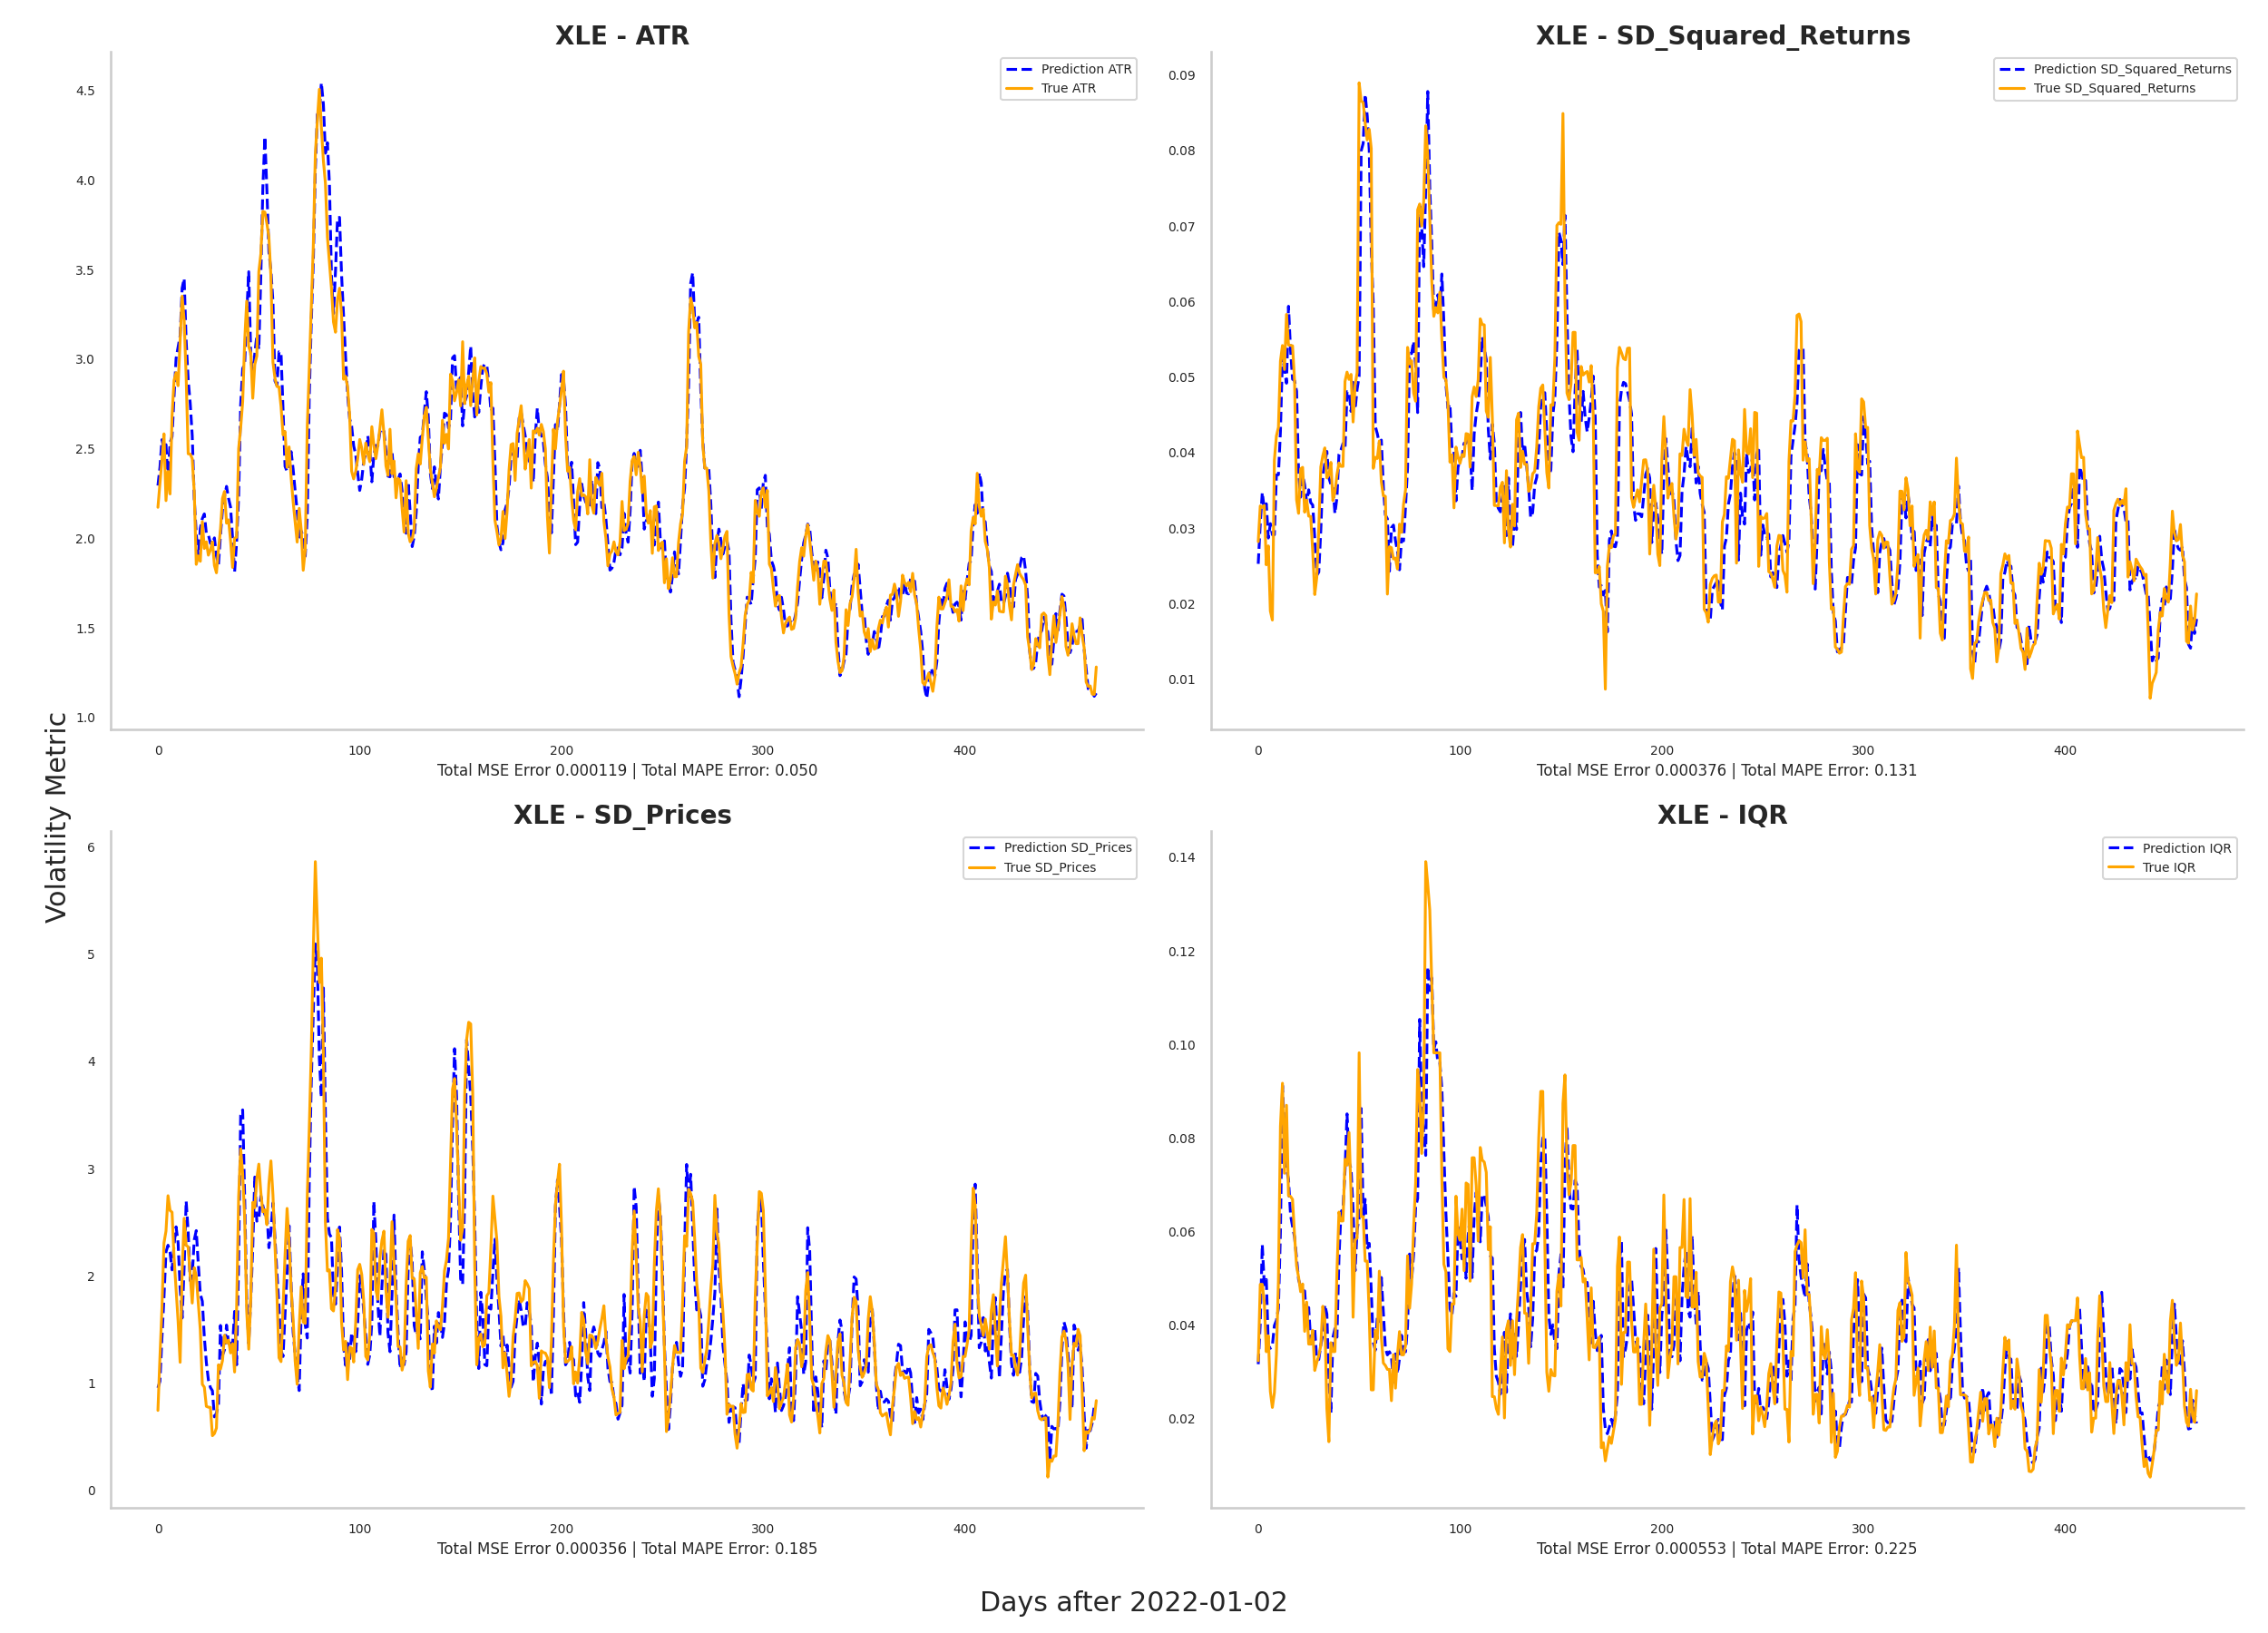 XLE - ATR
Prediction ATR
True ATR
4.5
4.0
3.5
3.0
2.5
2.0
1.5
1.0
0 100 200 300 400
Total MSE Error 0.000119 | Total MAPE Error: 0.050
XLE - SD_Squared_Returns
Prediction SD_Squared_Returns
True SD_Squared_Returns
0.09
0.08
0.07
0.06
0.05
0.04
0.03
0.02
0.01
0 100 200 300 400
Total MSE Error 0.000376 | Total MAPE Error: 0.131
Volatility Metric
XLE - SD_Prices
Prediction SD_Prices
True SD_Prices
6
5
4
3
2
1
0
0 100 200 300 400
Total MSE Error 0.000356 | Total MAPE Error: 0.185
XLE - IQR
Prediction IQR
True IQR
0.14
0.12
0.10
0.08
0.06
0.04
0.02
0 100 200 300 400
Total MSE Error 0.000553 | Total MAPE Error: 0.225
Days after 2022-01-02